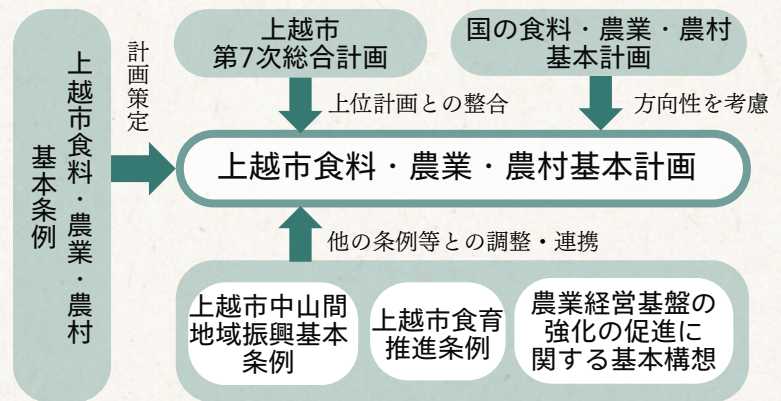 上越市食料・農業・農村
基本条例
計画策定
上越市
第7次総合計画
国の食料・農業・農村
基本計画
上位計画との整合
方向性を考慮
上越市食料・農業・農村基本計画
他の条例等との調整・連携
上越市中山間
地域振興基本
条例
上越市食育
推進条例
農業経営基盤の
強化の促進に
関する基本構想